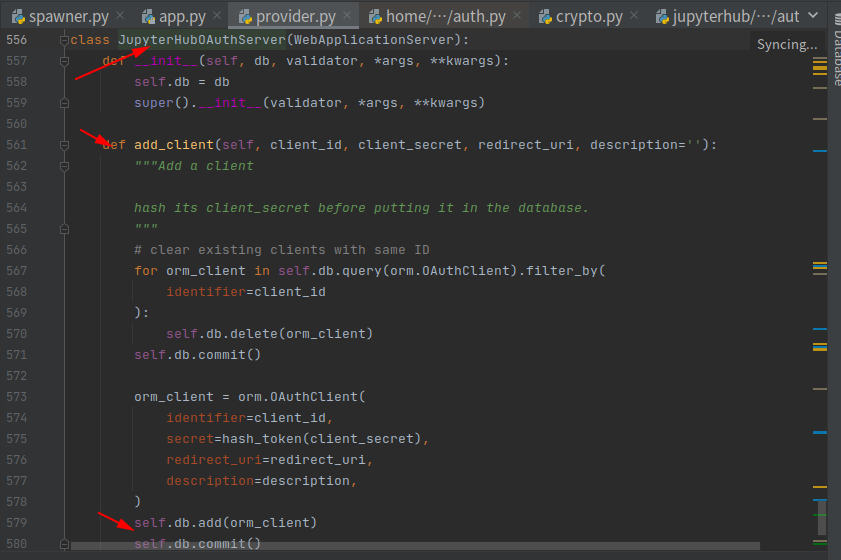 spawner.py app.py provider.py home/···/auth.py crypto.py jupyterhub/···/aut
Syncing...
Database
556 class JupyterHubOAuthServer(WebApplicationServer):
557 def __init__(self, db, validator, *args, **kwargs):
558 self.db = db
559 super().__init__(validator, *args, **kwargs)
560
561 def add_client(self, client_id, client_secret, redirect_uri, description=''):
562 """Add a client
563
564 hash its client_secret before putting it in the database.
565 """
566 # clear existing clients with same ID
567 for orm_client in self.db.query(orm.OAuthClient).filter_by(
568 identifier=client_id
569 ):
570 self.db.delete(orm_client)
571 self.db.commit()
572
573 orm_client = orm.OAuthClient(
574 identifier=client_id,
575 secret=hash_token(client_secret),
576 redirect_uri=redirect_uri,
577 description=description,
578 )
579 self.db.add(orm_client)
580 self.db.commit()